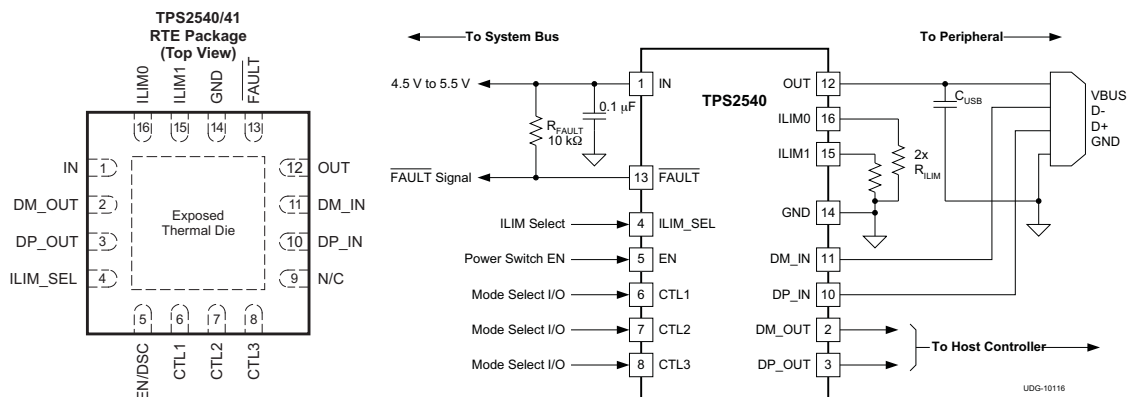 TPS2540/41
RTE Package
(Top View)
ILIM0
ILIM1
GND
FAULT
16
15
14
13
IN
1
12
OUT
DM_OUT
2
11
DM_IN
DP_OUT
3
10
DP_IN
ILIM_SEL
4
9
N/C
Exposed
Thermal Die
5
6
7
8
EN/DSC
CTL1
CTL2
CTL3
To System Bus
To Peripheral
4.5 V to 5.5 V
0.1 µF
RFAULT
10 kΩ
FAULT Signal
ILIM Select
Power Switch EN
Mode Select I/O
Mode Select I/O
Mode Select I/O
TPS2540
1
IN
13
FAULT
4
ILIM_SEL
5
EN
6
CTL1
7
CTL2
8
CTL3
OUT
12
ILIM0
16
ILIM1
15
GND
14
DM_IN
11
DP_IN
10
DM_OUT
2
DP_OUT
3
2x
RILIM
CUSB
VBUS
D-
D+
GND
To Host Controller
UDG-10116